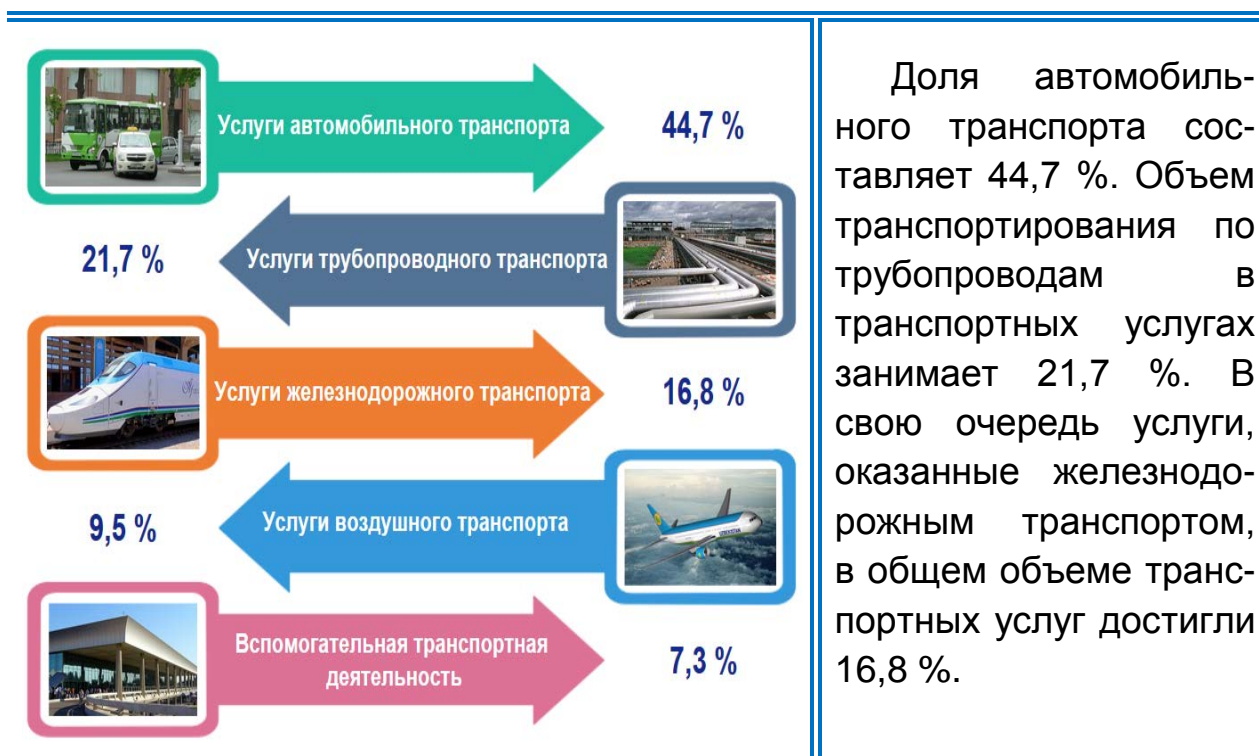 Услуги автомобильного транспорта
44,7 %
21,7 %
Услуги трубопроводного транспорта
Услуги железнодорожного транспорта
16,8 %
9,5 %
Услуги воздушного транспорта
Вспомогательная транспортная
деятельность
7,3 %
Доля автомобиль-
ного транспорта сос-
тавляет 44,7 %. Объем
транспортирования по
трубопроводам в
транспортных услугах
занимает 21,7 %. В
свою очередь услуги,
оказанные железнодо-
рожным транспортом,
в общем объеме транс-
портных услуг достигли
16,8 %.